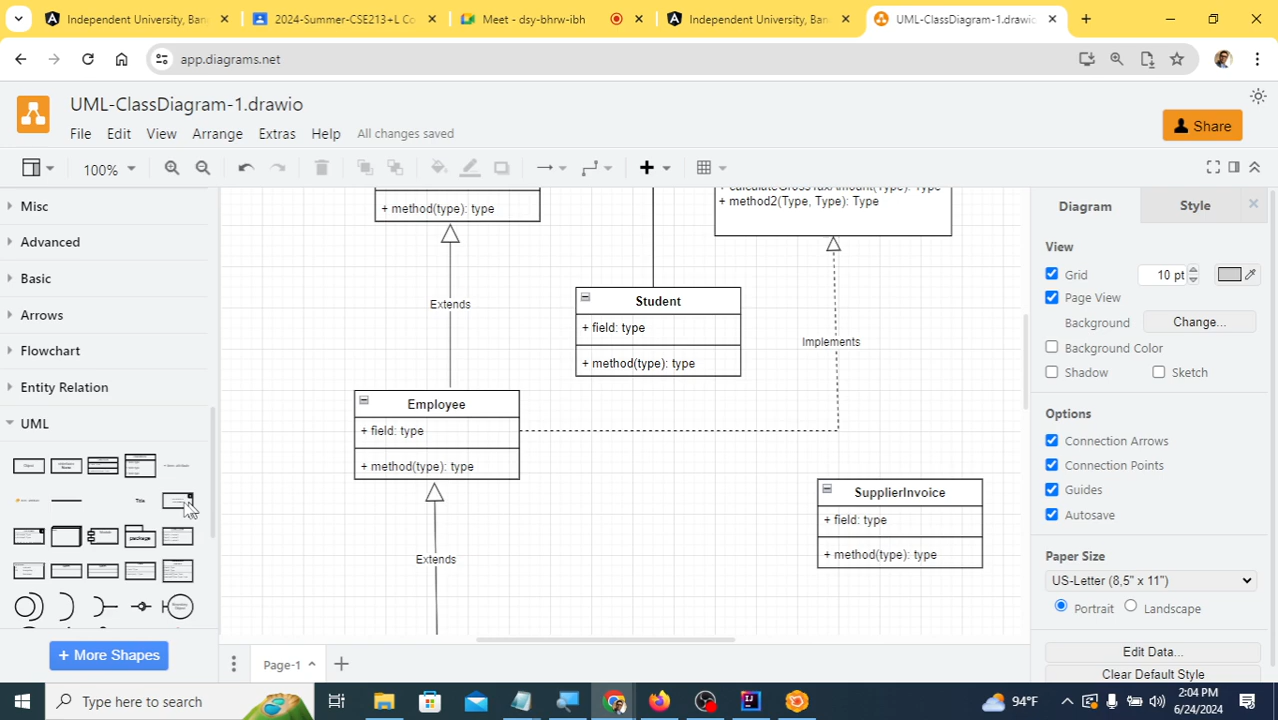 Independent University, Ban
2024-Summer-CSE213+L Co
Meet - dsy-bhrw-ibh
Independent University, Ban
UML-ClassDiagram-1.drawio
app.diagrams.net
UML-ClassDiagram-1.drawio
File Edit View Arrange Extras Help All changes saved
Share
100%
Misc
Advanced
Basic
Arrows
Flowchart
Entity Relation
UML
Title
package
+ More Shapes
+ method(type): type
+ calculateGrossTaxAmount(Type): Type
+ method2(Type, Type): Type
Extends
Student
+ field: type
+ method(type): type
Implements
Employee
+ field: type
+ method(type): type
SupplierInvoice
+ field: type
+ method(type): type
Extends
Page-1
Diagram
Style
View
Grid
10 pt
Page View
Background
Change...
Background Color
Shadow
Sketch
Options
Connection Arrows
Connection Points
Guides
Autosave
Paper Size
US-Letter (8,5" x 11")
Portrait
Landscape
Edit Data...
Clear Default Style
Type here to search
94°F
2:04 PM
6/24/2024